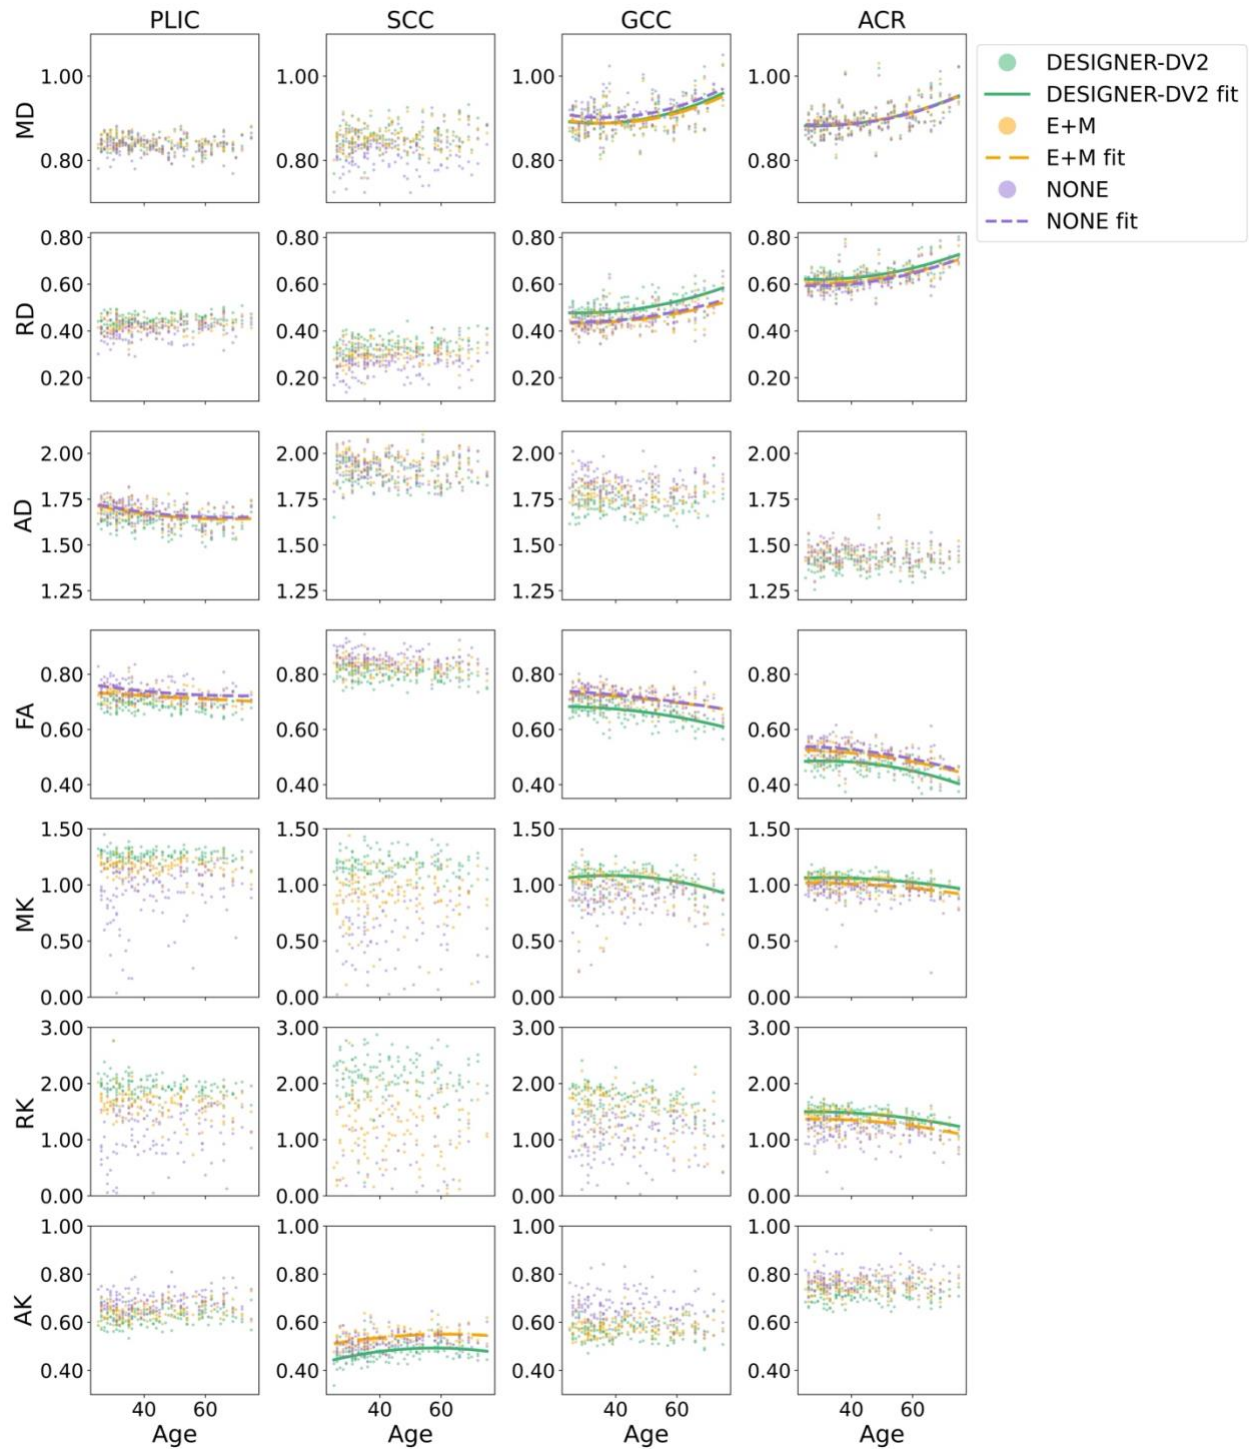 PLIC SCC GCC ACR
DESIGNER-DV2
DESIGNER-DV2 fit
E+M
E+M fit
NONE
NONE fit
MD
1.00 1.00 1.00 1.00
0.80 0.80 0.80 0.80
RD
0.80 0.80 0.80 0.80
0.60 0.60 0.60 0.60
0.40 0.40 0.40 0.40
0.20 0.20 0.20 0.20
AD
2.00 2.00 2.00 2.00
1.75 1.75 1.75 1.75
1.50 1.50 1.50 1.50
1.25 1.25 1.25 1.25
FA
0.80 0.80 0.80 0.80
0.60 0.60 0.60 0.60
0.40 0.40 0.40 0.40
MK
1.50 1.50 1.50 1.50
1.00 1.00 1.00 1.00
0.50 0.50 0.50 0.50
0.00 0.00 0.00 0.00
RK
3.00 3.00 3.00 3.00
2.00 2.00 2.00 2.00
1.00 1.00 1.00 1.00
0.00 0.00 0.00 0.00
AK
1.00 1.00 1.00 1.00
0.80 0.80 0.80 0.80
0.60 0.60 0.60 0.60
0.40 0.40 0.40 0.40
40 60 40 60 40 60 40 60
Age Age Age Age